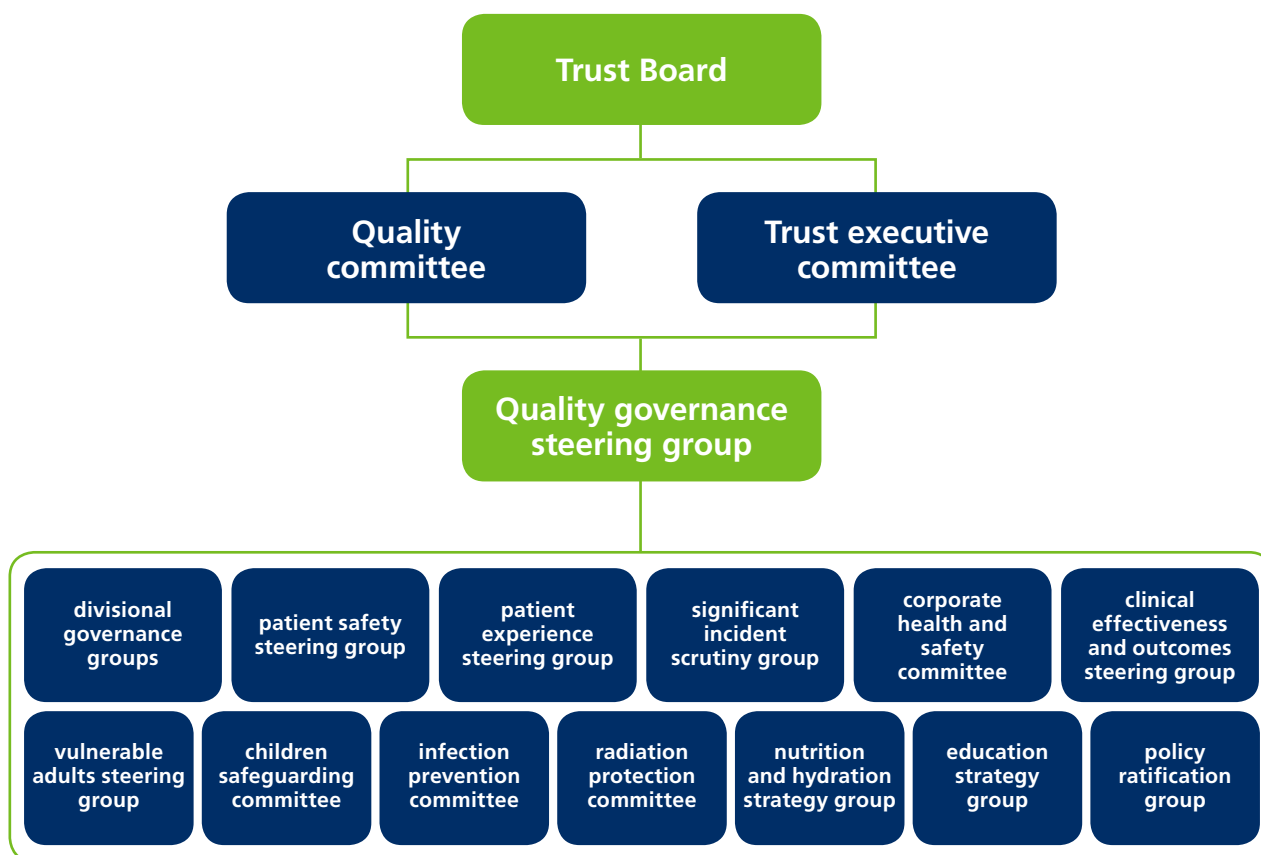 Trust Board
Quality
committee
Trust executive
committee
Quality governance
steering group
divisional
governance
groups
patient safety
steering group
patient
experience
steering group
significant
incident
scrutiny group
corporate
health and
safety
committee
clinical
effectiveness
and outcomes
steering group
vulnerable
adults steering
group
children
safeguarding
committee
infection
prevention
committee
radiation
protection
committee
nutrition
and hydration
strategy group
education
strategy
group
policy
ratification
group